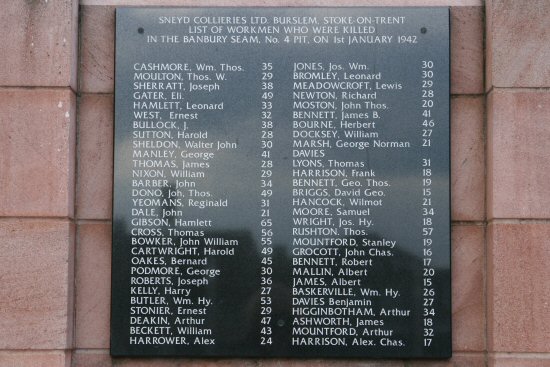 SNEYD COLLIERIES LTD. BURSLEM, STOKE-ON-TRENT
LIST OF WORKMEN WHO WERE KILLED
IN THE BANBURY SEAM, No. 4 PIT, ON 1st JANUARY 1942
CASHMORE, Wm. Thos. 35
MOULTON, Thos. W. 29
SHERRATT, Joseph 38
GATER, Eli. 49
HAMLETT, Leonard 33
WEST, Ernest 32
BULLOCK, J. 38
SUTTON, Harold 28
SHELDON, Walter John 30
MANLEY, George 41
THOMAS, James 28
NIXON, William 29
BARBER, John 34
DONO, Joh, Thos. 49
YEOMANS, Reginald 31
DALE, John 21
GIBSON, Hamlett 65
CROSS, Thomas 56
BOWKER, John William 55
CARTWRIGHT, Harold 49
OAKES, Bernard 45
PODMORE, George 30
ROBERTS, Joseph 36
KELLY, Harry 27
BUTLER, Wm. Hy. 53
STONIER, Ernest 29
DEAKIN, Arthur 47
BECKETT, William 43
HARROWER, Alex 24
JONES, Jos. Wm. 30
BROMLEY, Leonard 30
MEADOWCROFT, Lewis 29
NEWTON, Richard 28
MOSTON, John Thos. 20
BENNETT, James B. 41
BOURNE, Herbert 46
DOCKSEY, William 27
MARSH, George Norman 21
DAVIES
LYONS, Thomas 31
HARRISON, Frank 18
BENNETT, Geo. Thos. 19
BRIGGS, David Geo. 15
HANCOCK, Wilmot 21
MOORE, Samuel 34
WRIGHT, Jos. Hy. 18
RUSHTON, Thos. 57
MOUNTFORD, Stanley 19
GROCOTT, John Chas. 16
BENNETT, Robert 17
MALLIN, Albert 20
JAMES, Albert 15
BASKERVILLE, Wm. Hy. 26
DAVIES Benjamin 27
HIGGINBOTHAM, Arthur 34
ASHWORTH, James 18
MOUNTFORD, Arthur 32
HARRISON, Alex. Chas. 17